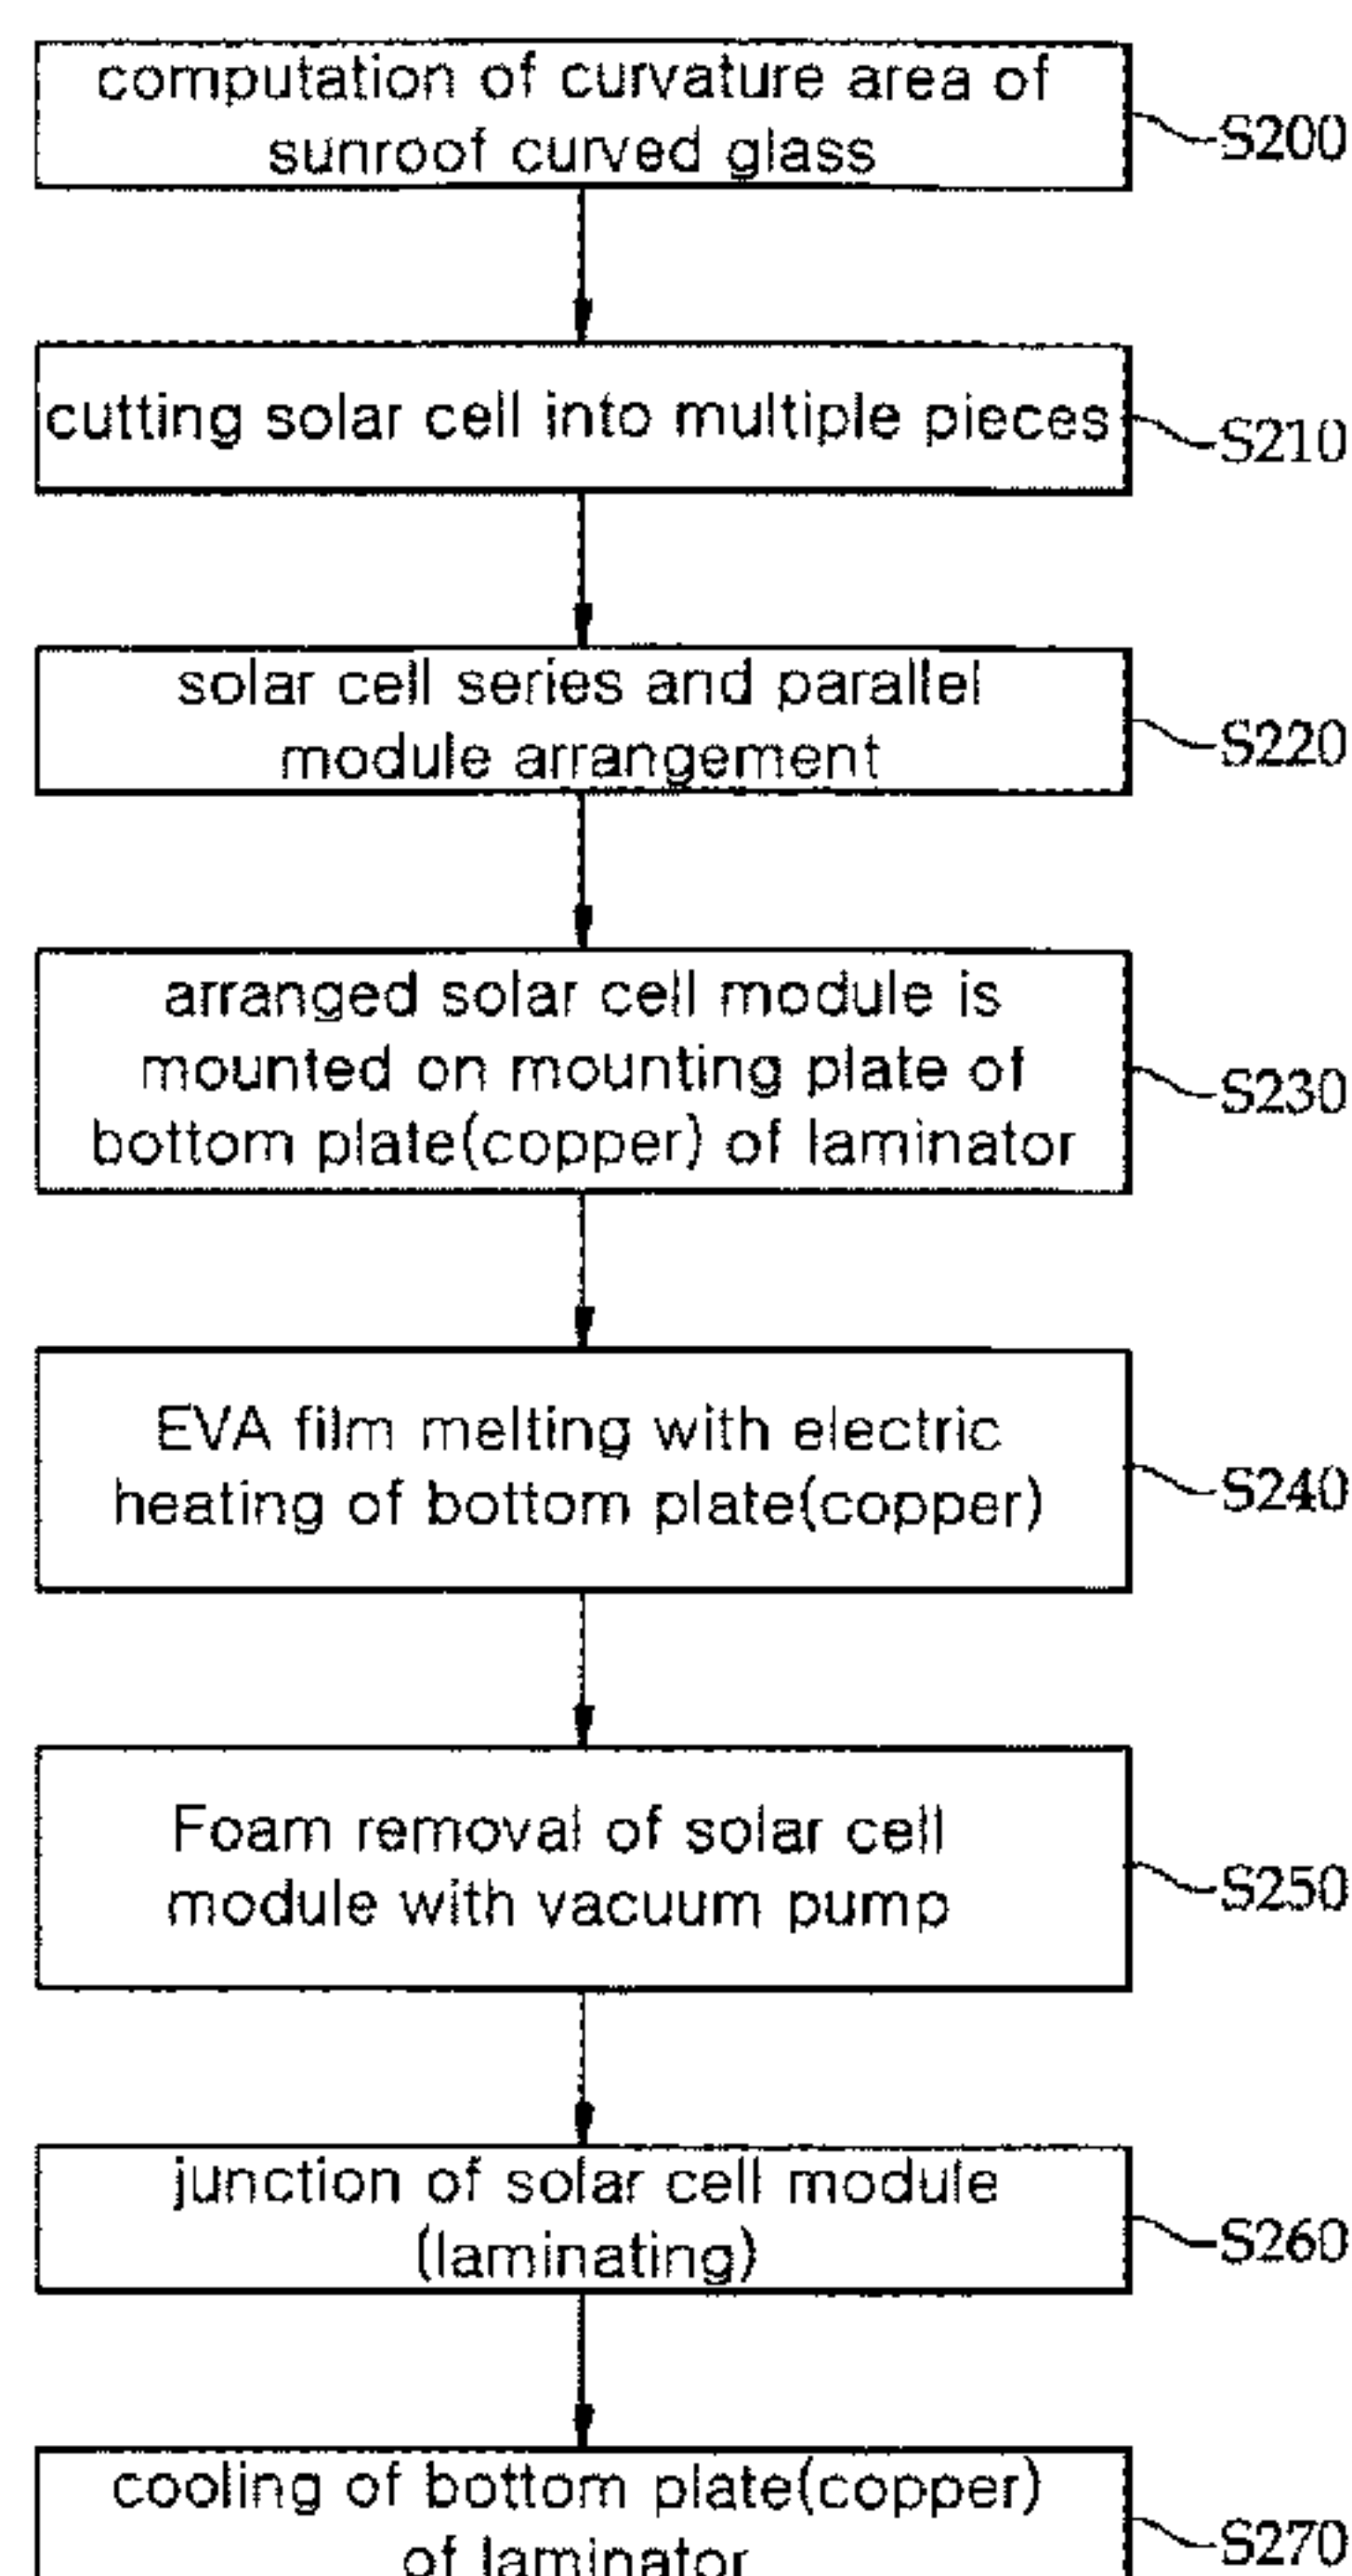 computation of curvature area of
sunroof curved glass
S200
cutting solar cell into multiple pieces
S210
solar cell series and parallel
module arrangement
S220
arranged solar cell module is
mounted on mounting plate of
bottom plate(copper) of laminator
S230
EVA film melting with electric
heating of bottom plate(copper)
S240
Foam removal of solar cell
module with vacuum pump
S250
junction of solar cell module
(laminating)
S260
cooling of bottom plate(copper)
of laminator
S270